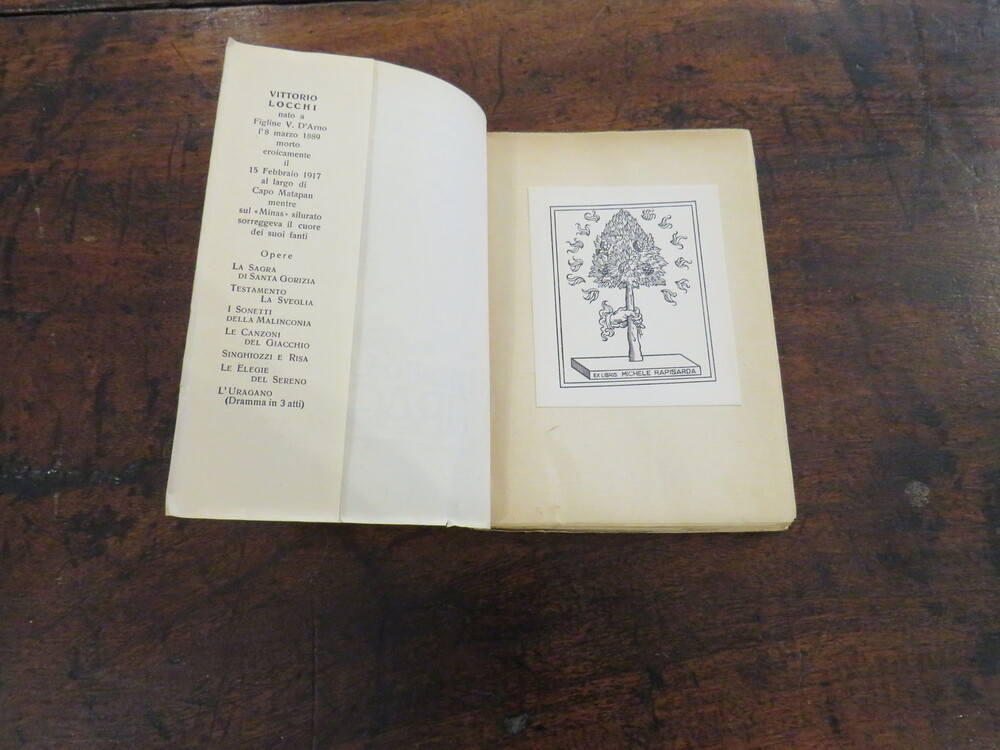 VITTORIO
LOCCHI
nato a
Figline V. D'Arno
l'8 marzo 1889
morto
eroicamente
il
15 Febbraio 1917
al largo di
Capo Matapan
mentre
sul «Minas» silurato
sorreggeva il cuore
dei suoi fanti
Opere
LA SAGRA
DI SANTA GORIZIA
TESTAMENTO
LA SVEGLIA
I SONETTI
DELLA MALINCONIA
LE CANZONI
DEL GIACCHIO
SINGHIOZZI E RISA
LE ELEGIE
DEL SERENO
L'URAGANO
(Dramma in 3 atti)
EX LIBRIS MICHELE RAPISARDA